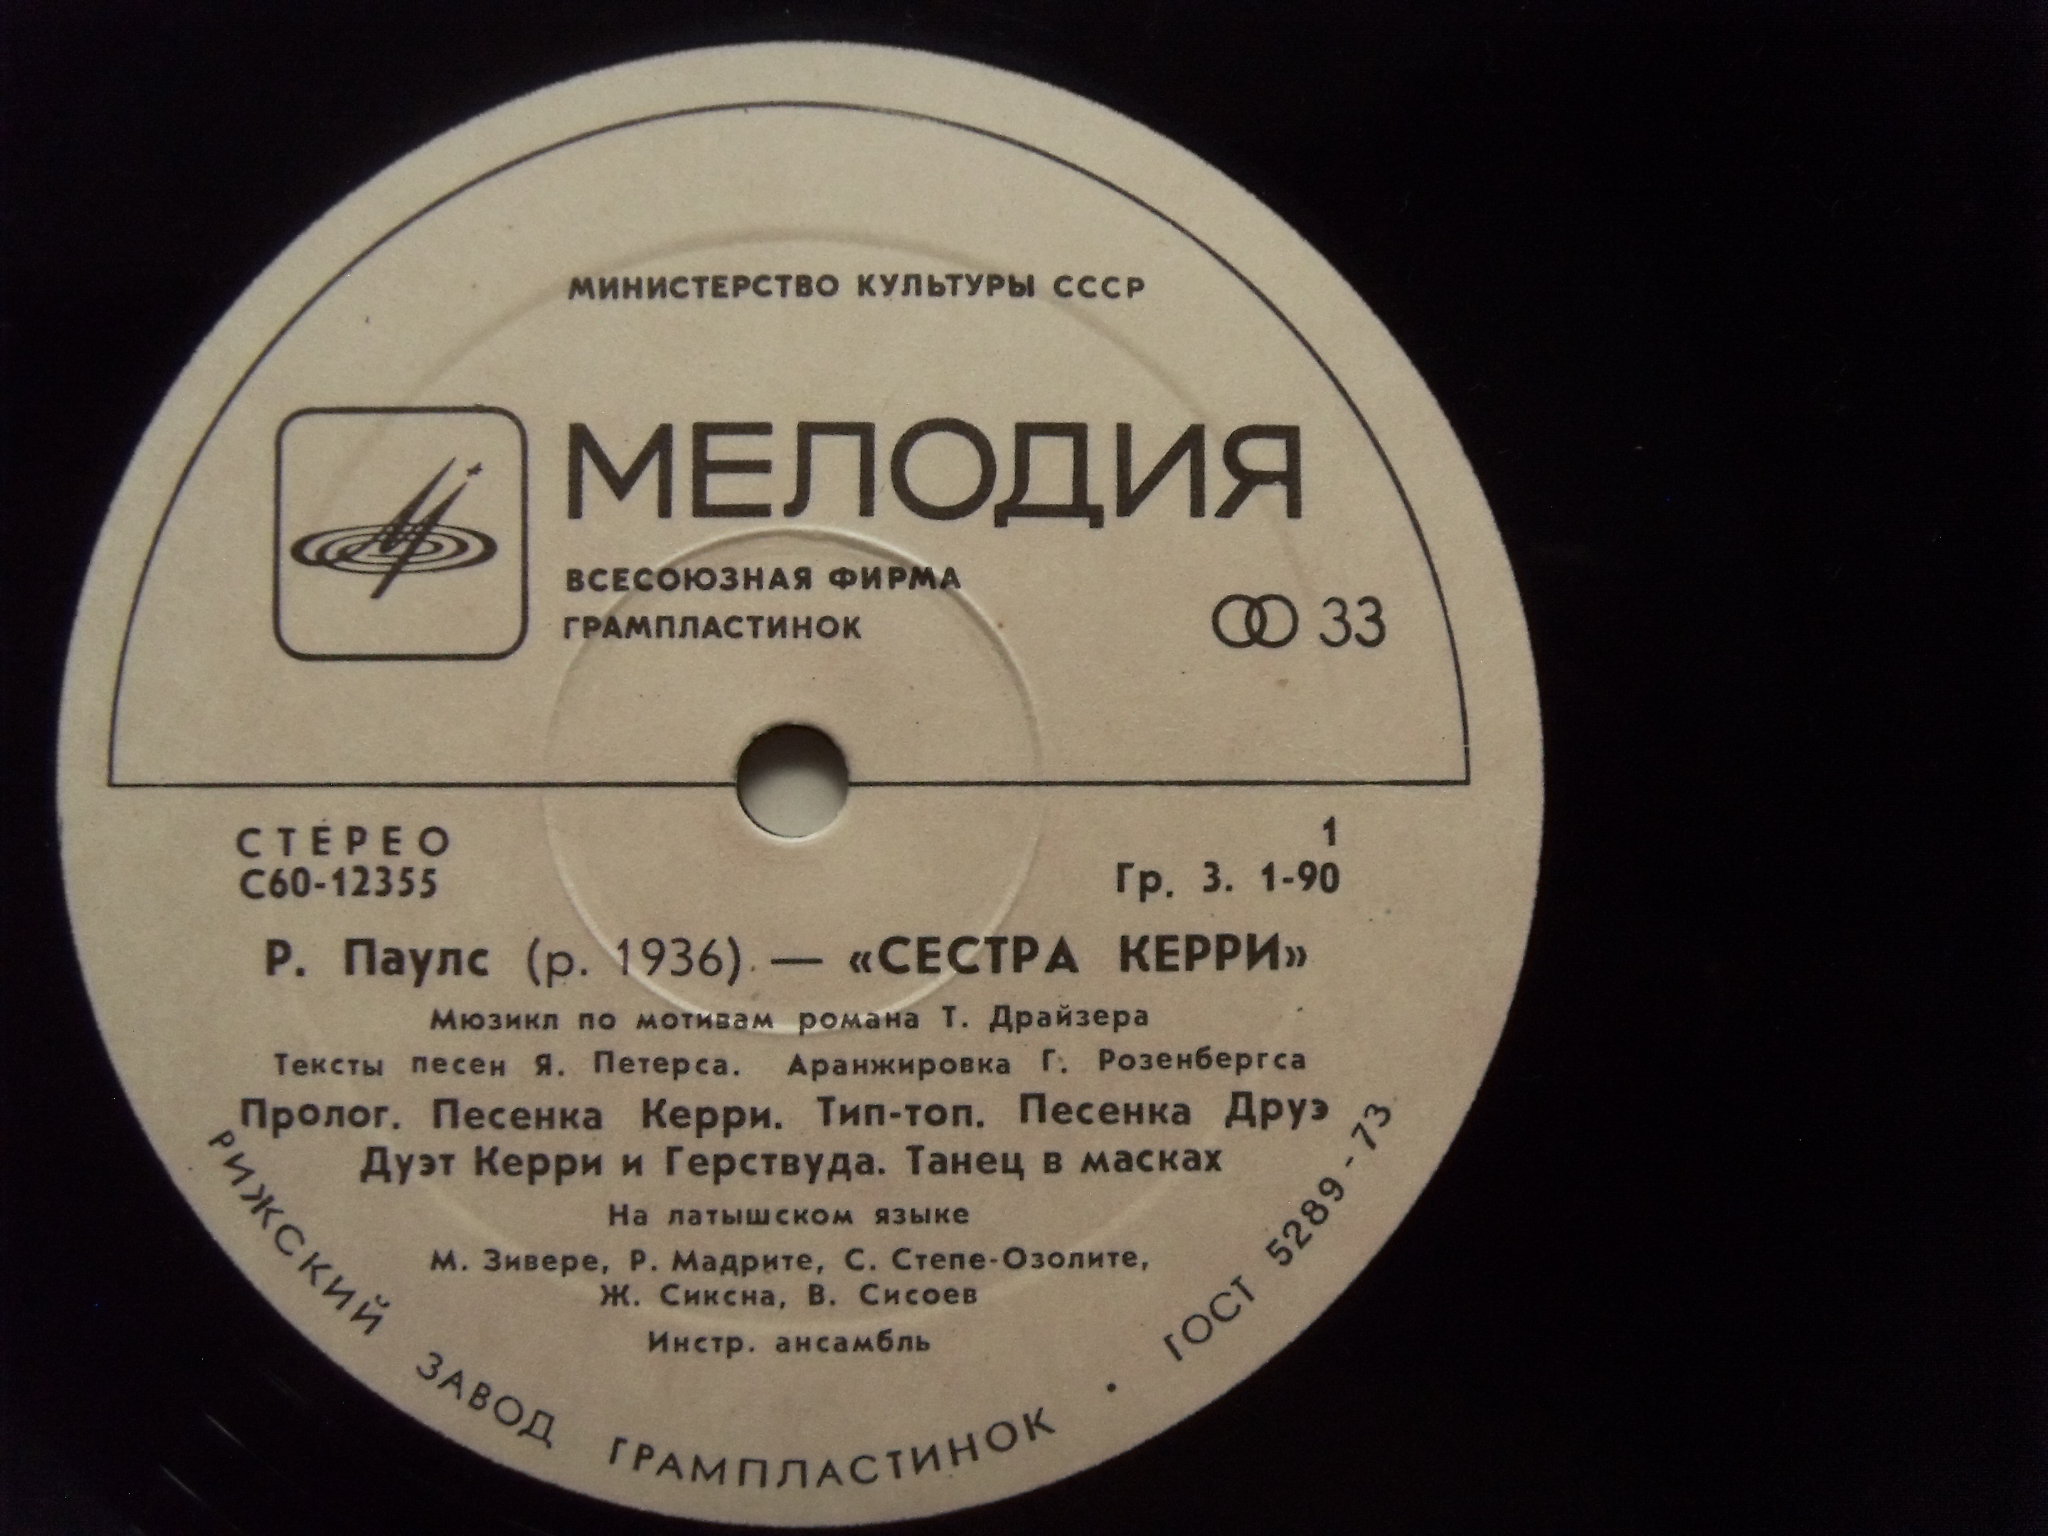 МИНИСТЕРСТВО КУЛЬТУРЫ СССР
МЕЛОДИЯ
ВСЕСОЮЗНАЯ ФИРМА
ГРАМПЛАСТИНОК
33
СТЕРЕО
1
С60-12355
Гр. 3. 1-90
Р. Паулс (р. 1936) — «СЕСТРА КЕРРИ»
Мюзикл по мотивам романа Т. Драйзера
Тексты песен Я. Петерса. Аранжировка Г. Розенбергса
Пролог. Песенка Керри. Тип-топ. Песенка Друэ
Дуэт Керри и Герствуда. Танец в масках
На латышском языке
М. Зивере, Р. Мадрите, С. Степе-Озолите,
Ж. Сиксна, В. Сисоев
Инстр. ансамбль
РИЖСКИЙ ЗАВОД ГРАМПЛАСТИНОК • ГОСТ 5289-73